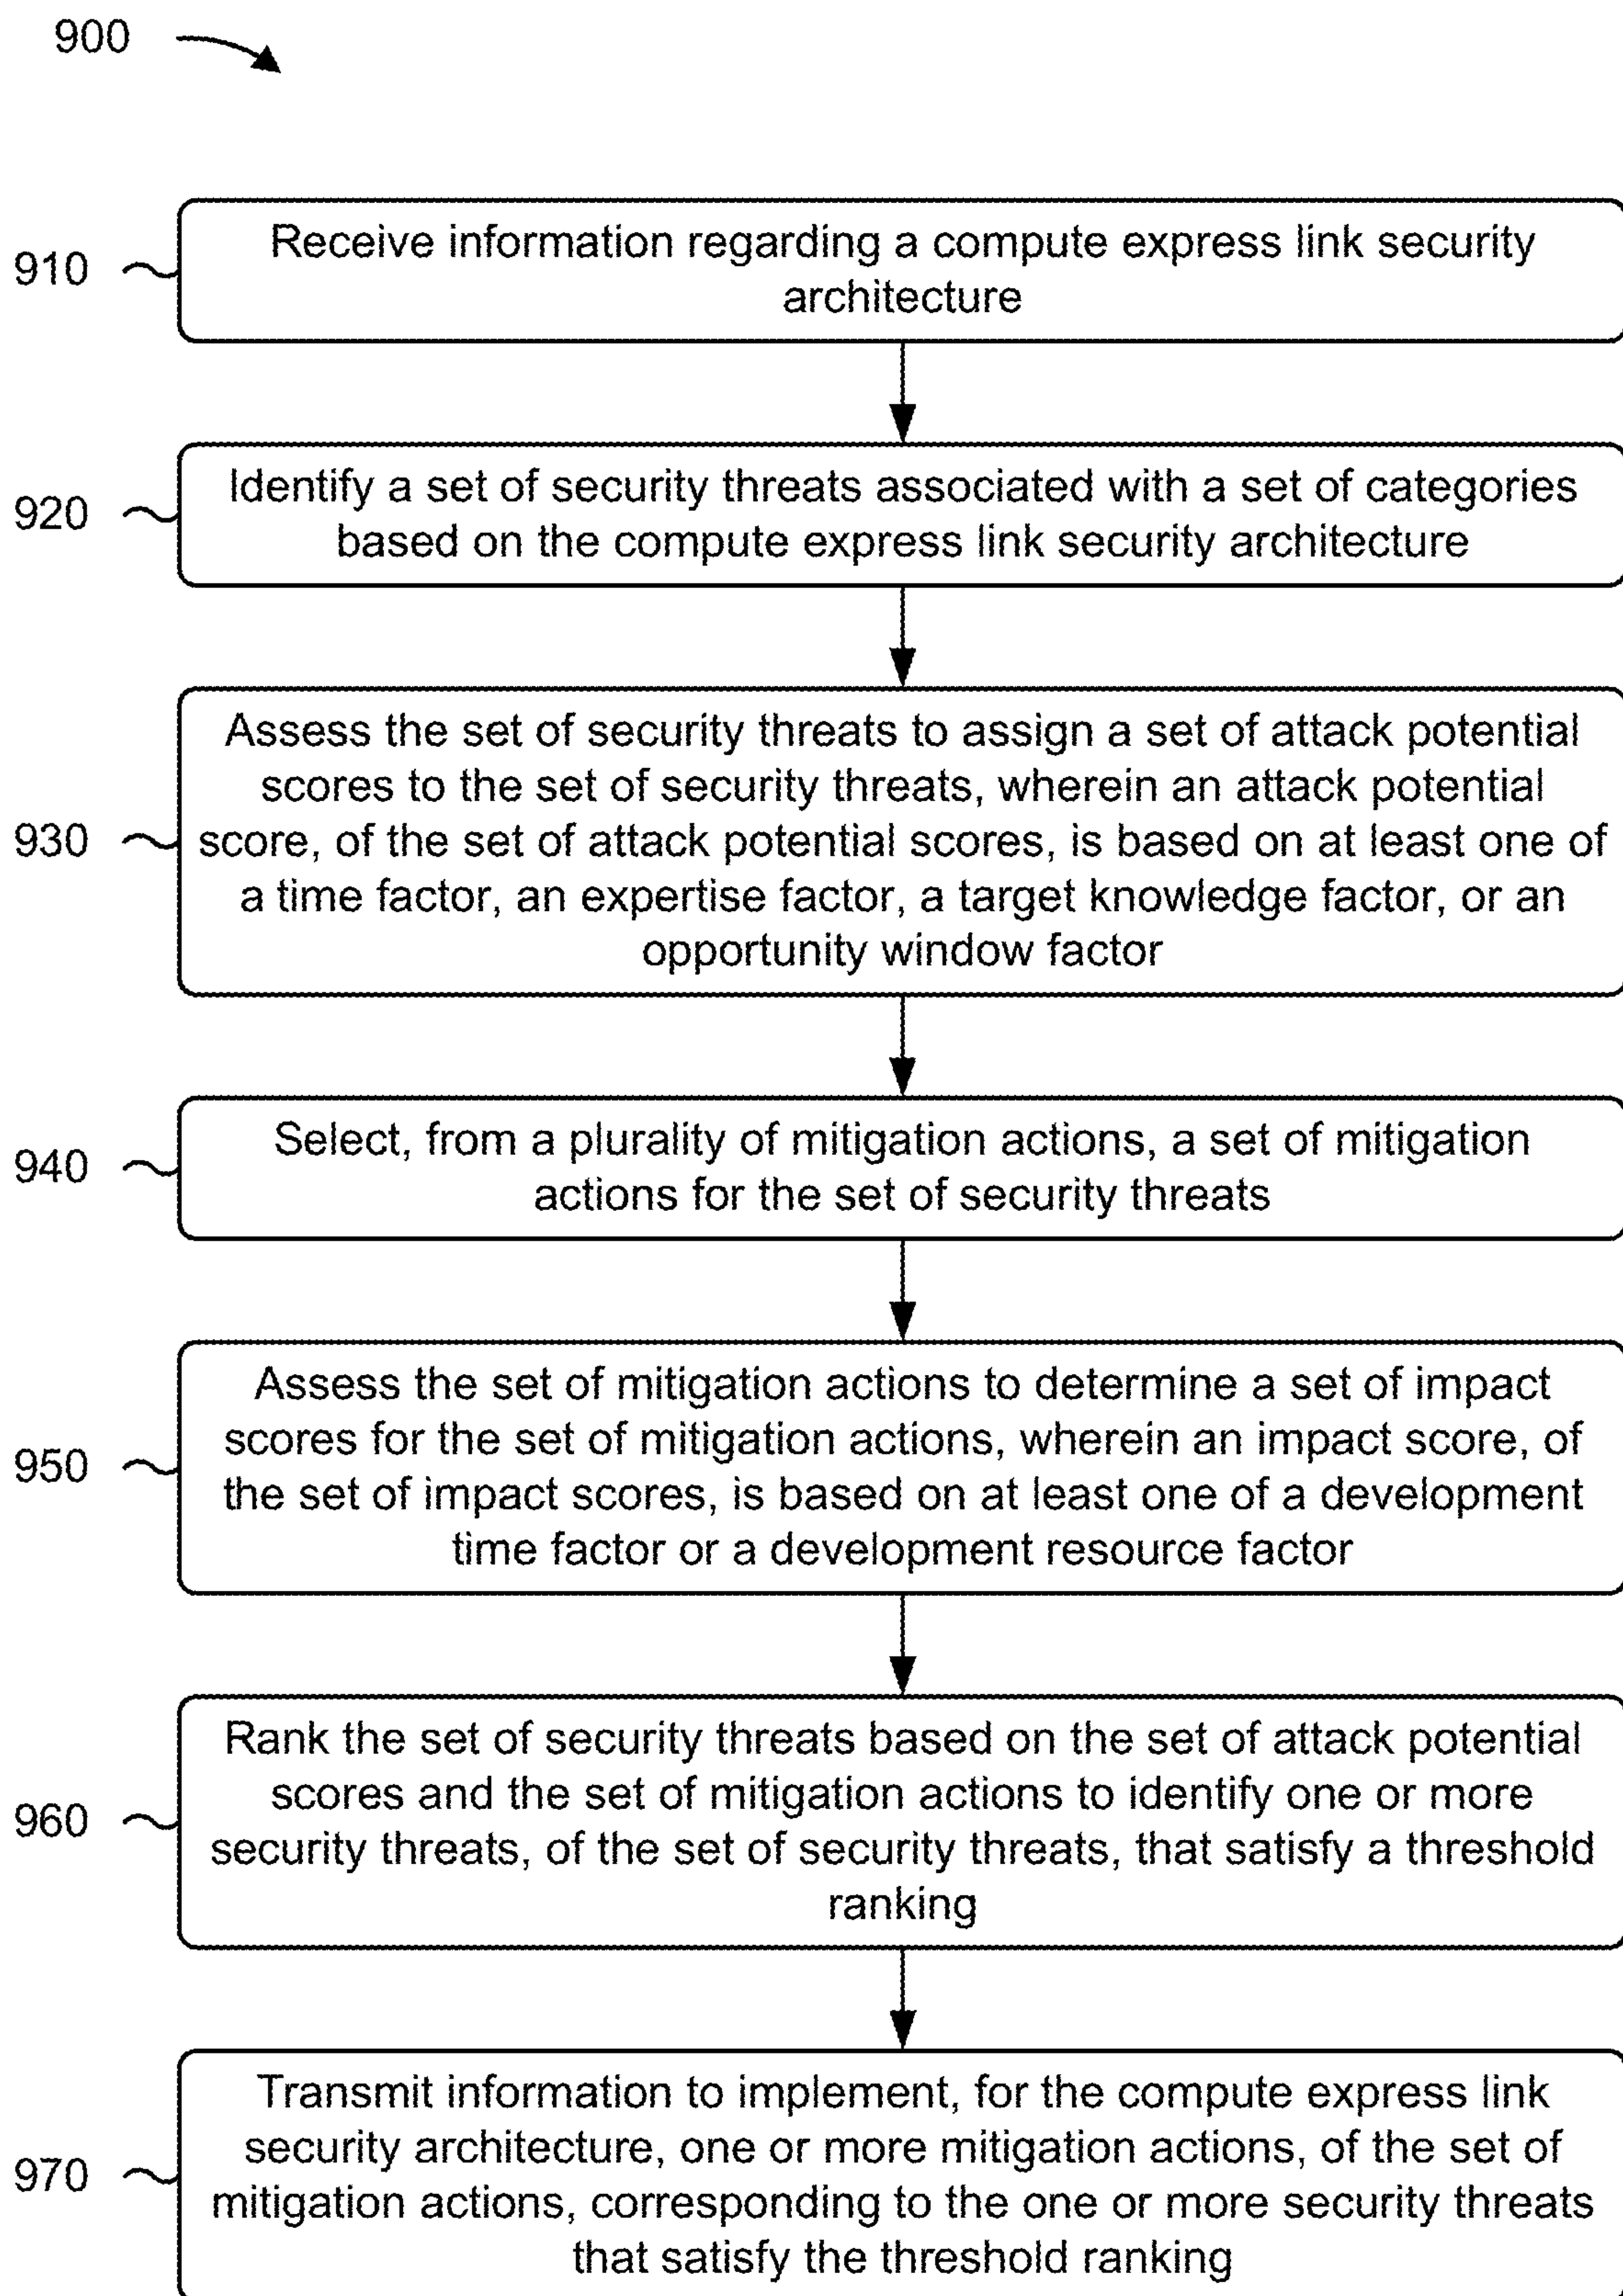 900
910
Receive information regarding a compute express link security
architecture
920
Identify a set of security threats associated with a set of categories
based on the compute express link security architecture
930
Assess the set of security threats to assign a set of attack potential
scores to the set of security threats, wherein an attack potential
score, of the set of attack potential scores, is based on at least one of
a time factor, an expertise factor, a target knowledge factor, or an
opportunity window factor
940
Select, from a plurality of mitigation actions, a set of mitigation
actions for the set of security threats
950
Assess the set of mitigation actions to determine a set of impact
scores for the set of mitigation actions, wherein an impact score, of
the set of impact scores, is based on at least one of a development
time factor or a development resource factor
960
Rank the set of security threats based on the set of attack potential
scores and the set of mitigation actions to identify one or more
security threats, of the set of security threats, that satisfy a threshold
ranking
970
Transmit information to implement, for the compute express link
security architecture, one or more mitigation actions, of the set of
mitigation actions, corresponding to the one or more security threats
that satisfy the threshold ranking